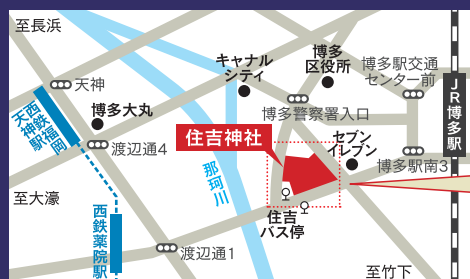 至長浜
天神
西鉄福岡
天神駅
博多大丸
渡辺通4
至大濠
西鉄薬院駅
渡辺通1
那珂川
キャナル
シティ
博多
区役所
博多駅交通
センター前
JR博多駅
博多警察署入口
住吉神社
セブン
イレブン
博多駅南3
住吉
バス停
至竹下